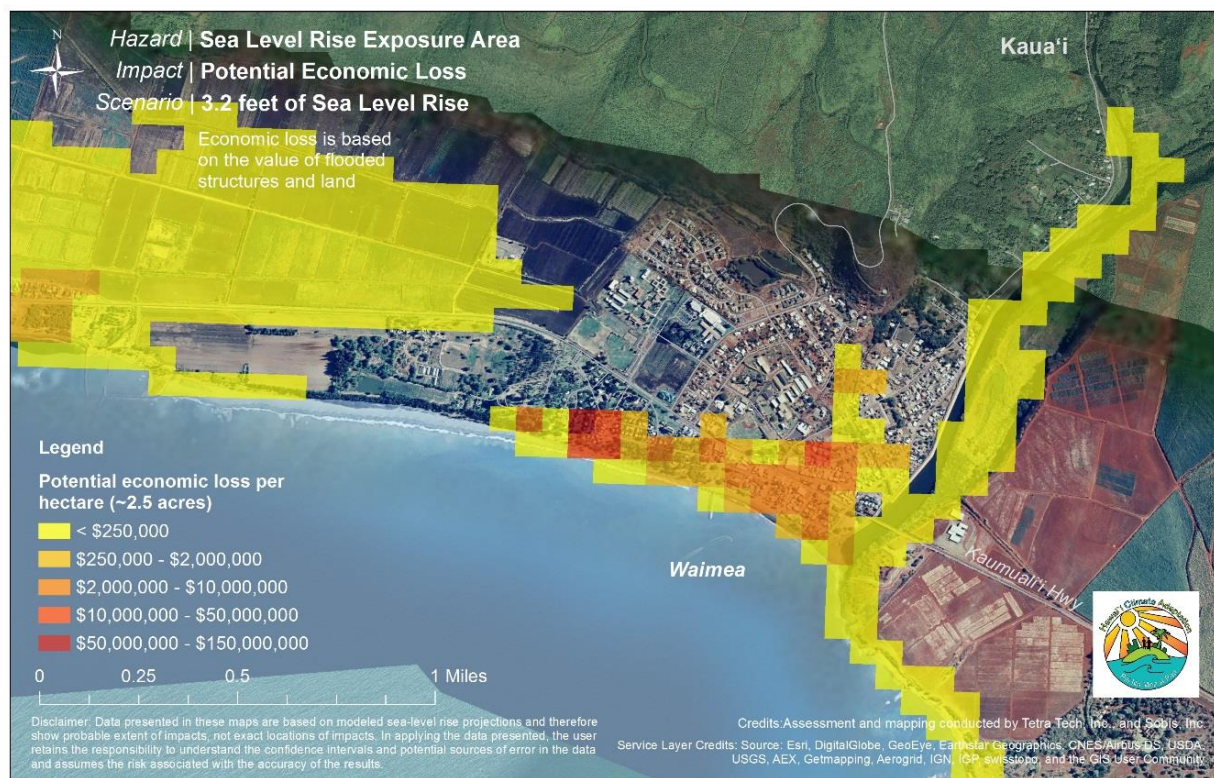 N
Hazard | Sea Level Rise Exposure Area
Impact | Potential Economic Loss
Scenario | 3.2 feet of Sea Level Rise
Economic loss is based
on the value of flooded
structures and land
Kauaʻi
Legend
Potential economic loss per
hectare (~2.5 acres)
< $250,000
$250,000 - $2,000,000
$2,000,000 - $10,000,000
$10,000,000 - $50,000,000
$50,000,000 - $150,000,000
0 0.25 0.5 1 Miles
Waimea
Kaumualiʻi Hwy
Hawaiʻi Climate Adaptation
Disclaimer: Data presented in these maps are based on modeled sea-level rise projections and therefore
show probable extent of impacts, not exact locations of impacts. In applying the data presented, the user
retains the responsibility to understand the confidence intervals and potential sources of error in the data
and assumes the risk associated with the accuracy of the results.
Credits:Assessment and mapping conducted by Tetra Tech, Inc., and Sobis, Inc.
Service Layer Credits: Source: Esri, DigitalGlobe, GeoEye, Earthstar Geographics, CNES/Airbus DS, USDA,
USGS, AEX, Getmapping, Aerogrid, IGN, IGP, swisstopo, and the GIS User Community